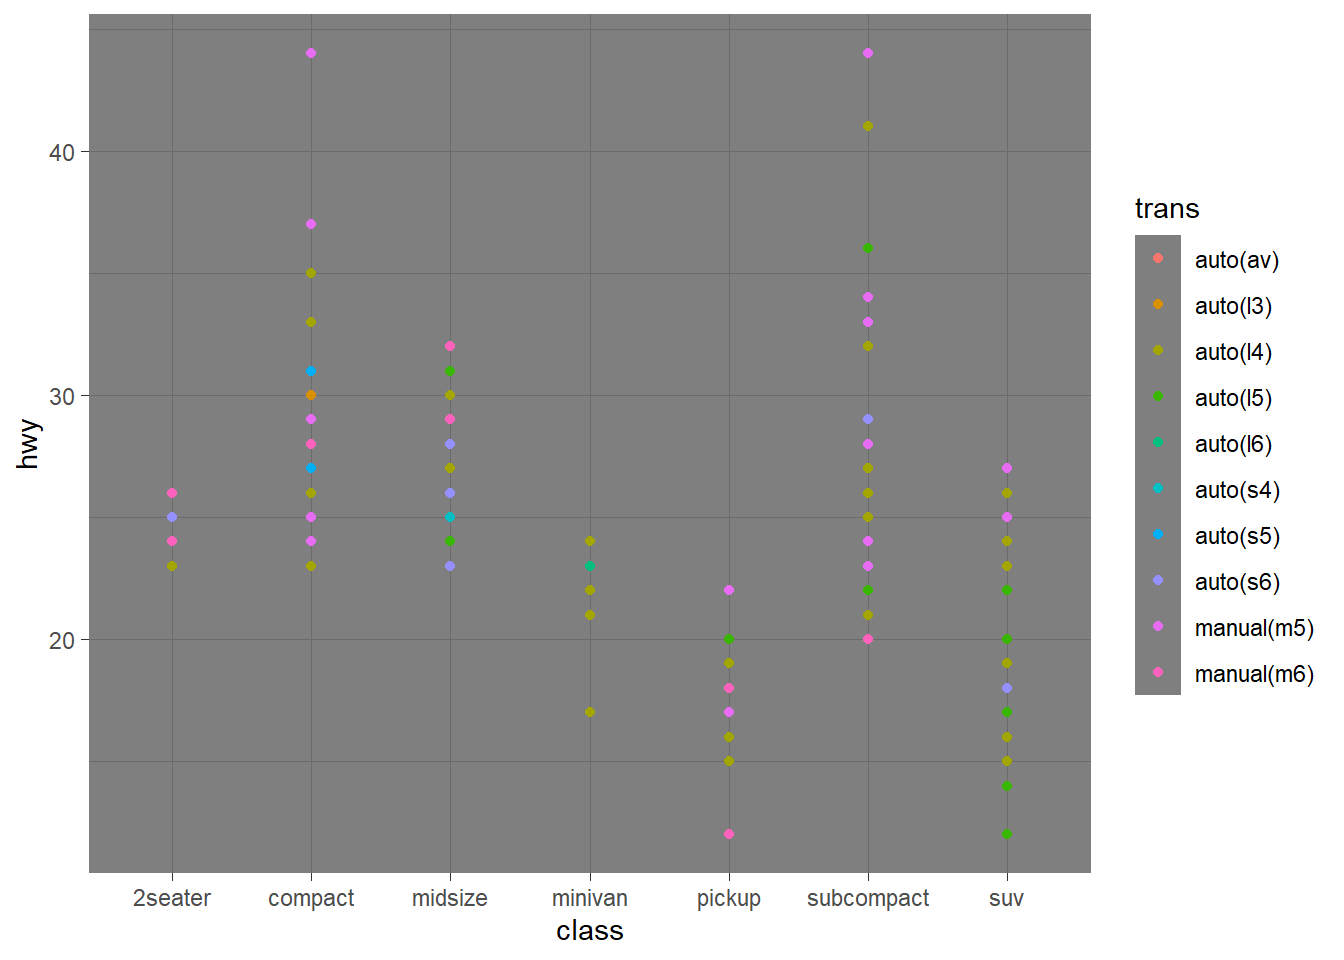 40
30
20
hwy
2seater compact midsize minivan pickup subcompact suv
class
trans
auto(av)
auto(l3)
auto(l4)
auto(l5)
auto(l6)
auto(s4)
auto(s5)
auto(s6)
manual(m5)
manual(m6)